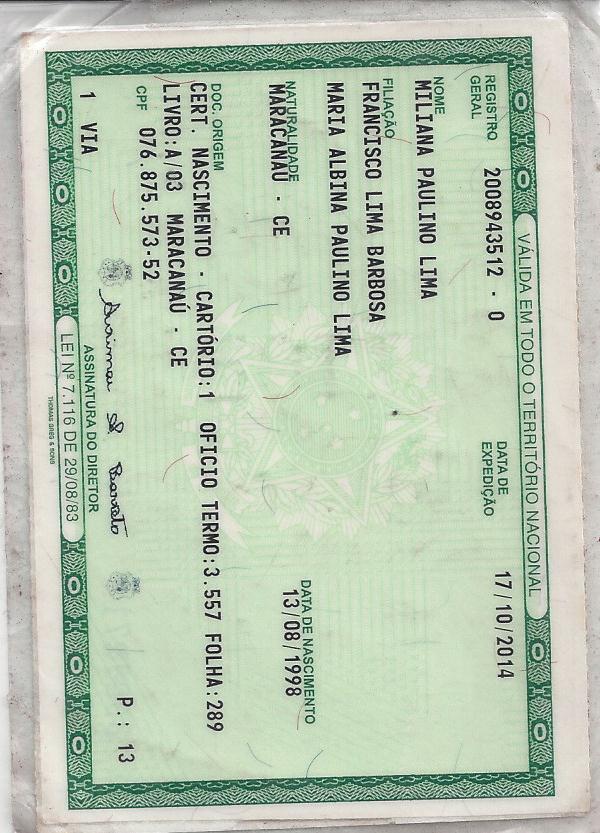 VÁLIDA EM TODO O TERRITÓRIO NACIONAL
REGISTRO GERAL 2008943512 - 0 DATA DE EXPEDIÇÃO 17/10/2014
NOME
MILIANA PAULINO LIMA
FILIAÇÃO
FRANCISCO LIMA BARBOSA
MARIA ALBINA PAULINO LIMA
NATURALIDADE DATA DE NASCIMENTO
MARACANAÚ - CE 13/08/1998
DOC. ORIGEM
CERT. NASCIMENTO - CARTÓRIO:1 OFICIO TERMO:3.557 FOLHA:289
LIVRO:A/03 MARACANAÚ - CE
CPF 076.875.573-52
1 VIA P.: 13
ASSINATURA DO DIRETOR
LEI Nº 7.116 DE 29/08/83
THOMAS GREG & SONS